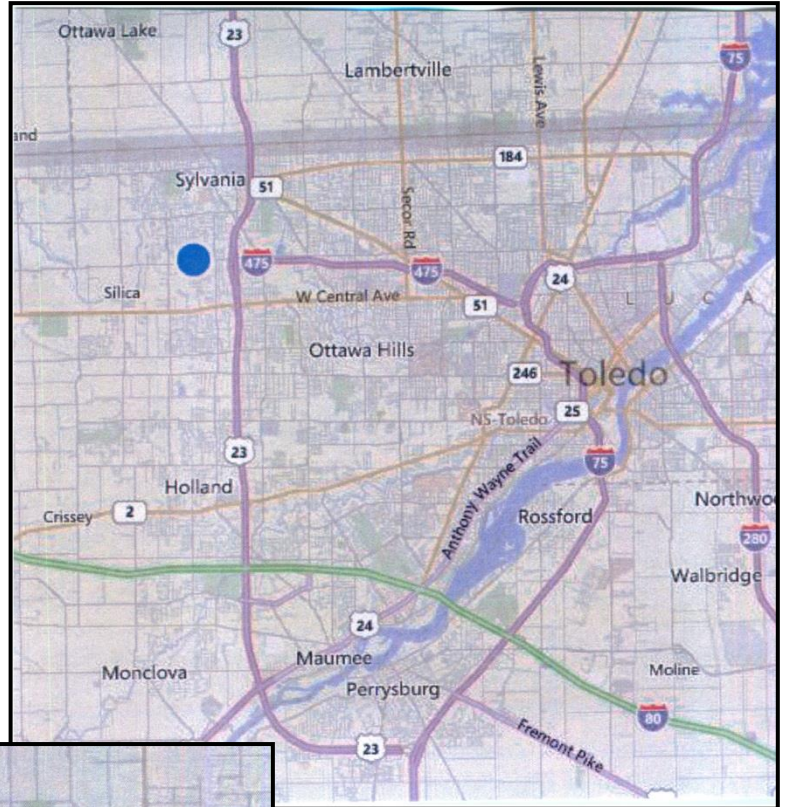 Ottawa Lake
23
75
Lambertville
Lewis Ave
and
184
Sylvania
51
Secor Rd
475
475
24
Silica
W Central Ave
51
L U C A
Ottawa Hills
246
Toledo
25
NS-Toledo
23
75
Anthony Wayne Trail
Holland
Northwo
Crissey
2
Rossford
280
Walbridge
24
Maumee
Monclova
Moline
Perrysburg
80
23
Fremont Pike